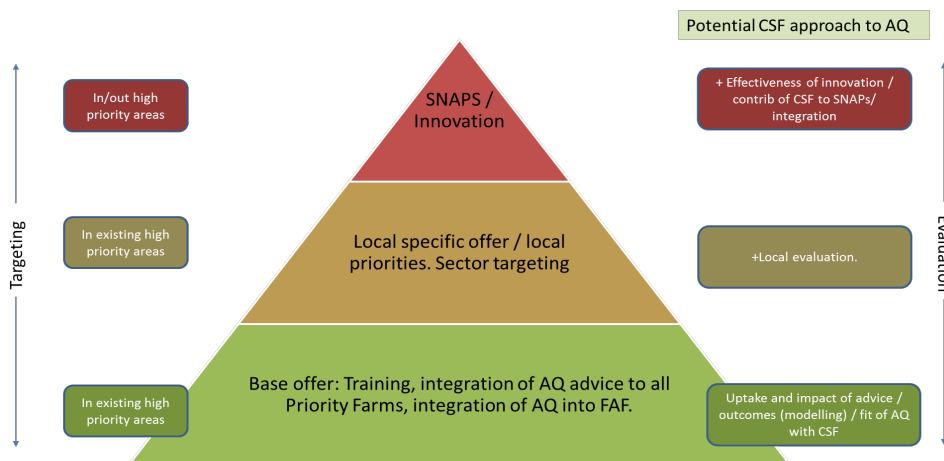 Potential CSF approach to AQ
In/out high
priority areas
SNAPS /
Innovation
+ Effectiveness of innovation /
contrib of CSF to SNAPs/
integration
Targeting
In existing high
priority areas
Local specific offer / local
priorities. Sector targeting
+Local evaluation.
Evaluation
In existing high
priority areas
Base offer: Training, integration of AQ advice to all
Priority Farms, integration of AQ into FAF.
Uptake and impact of advice /
outcomes (modelling) / fit of AQ
with CSF